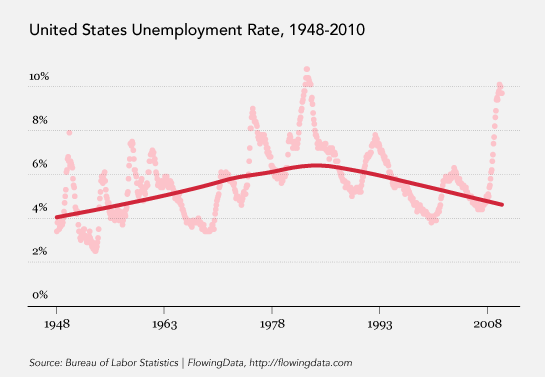 United States Unemployment Rate, 1948-2010
10%
8%
6%
4%
2%
0%
1948 1963 1978 1993 2008
Source: Bureau of Labor Statistics | FlowingData, http://flowingdata.com